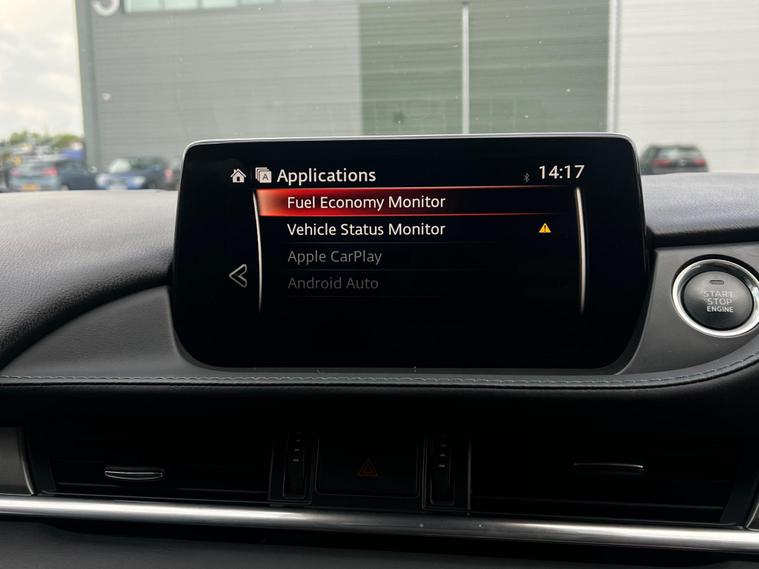 Applications
14:17
Fuel Economy Monitor
Vehicle Status Monitor
Apple CarPlay
Android Auto
START
STOP
ENGINE